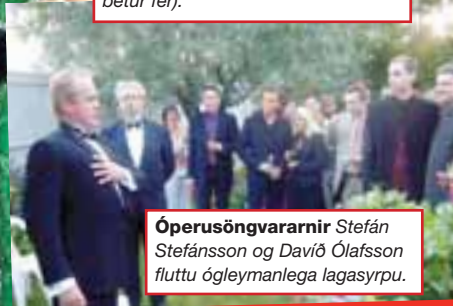 betur fer).
Óperusöngvararnir Stefán
Stefánsson og Davíð Ólafsson
fluttu ógleymanlega lagasyrpu.